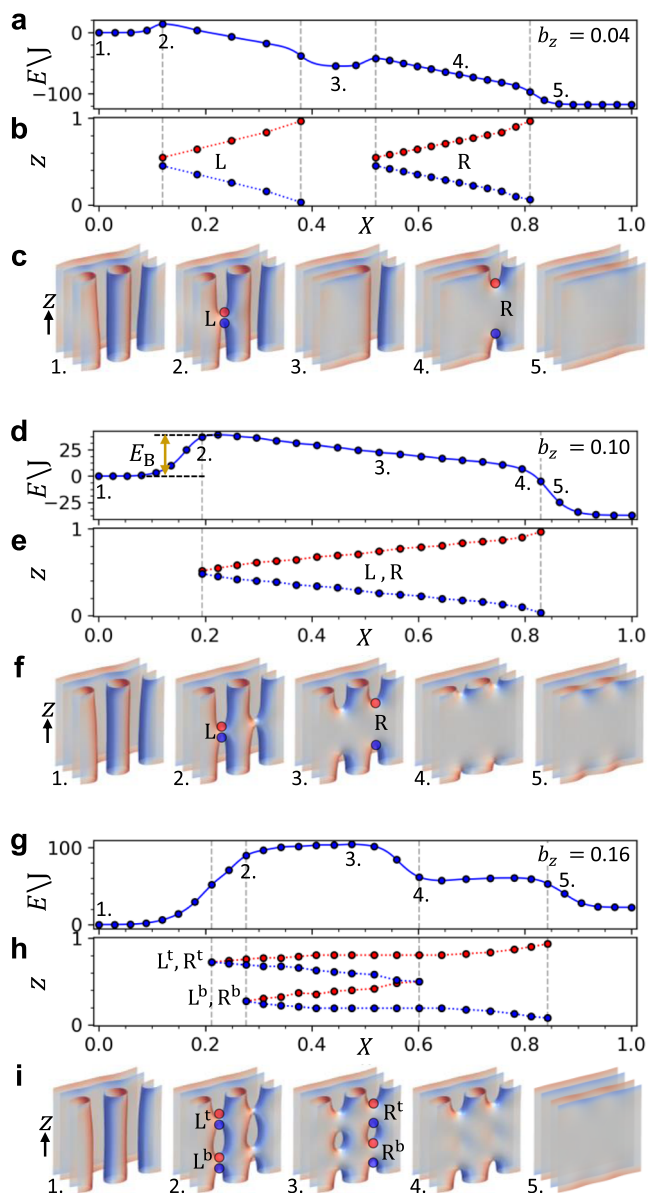 a
E\J
0
−100
1.
2.
3.
4.
5.
b_z = 0.04
b
z
1
0
L
R
0.0 0.2 0.4 0.6 0.8 1.0
X
c
z
1.
2.
L
3.
4.
R
5.
d
E\J
25
0
−25
1.
E_B
2.
3.
4.
5.
b_z = 0.10
e
z
1
0
L , R
0.0 0.2 0.4 0.6 0.8 1.0
X
f
z
1.
2.
L
3.
R
4.
5.
g
E\J
100
0
1.
2.
3.
4.
5.
b_z = 0.16
h
z
1
0
L^t, R^t
L^b, R^b
0.0 0.2 0.4 0.6 0.8 1.0
X
i
z
1.
2.
L^t
L^b
3.
R^t
R^b
4.
5.